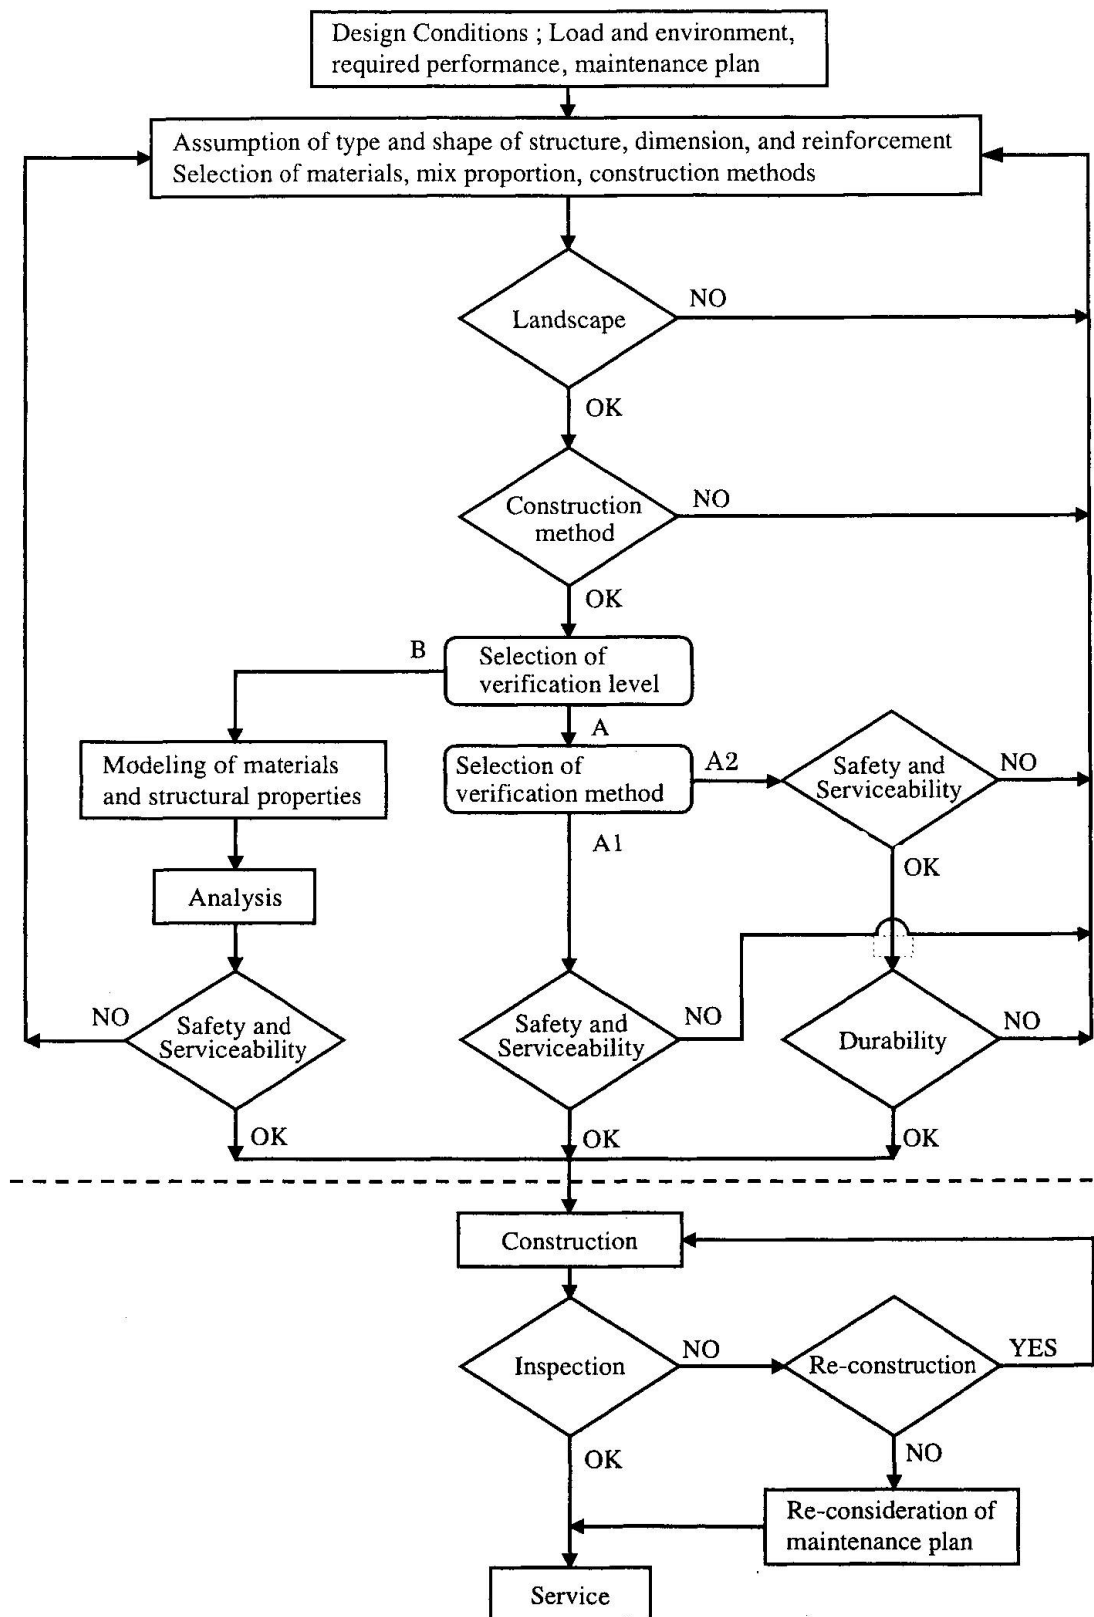 Design Conditions ; Load and environment,
required performance, maintenance plan
Assumption of type and shape of structure, dimension, and reinforcement
Selection of materials, mix proportion, construction methods
Landscape
NO
OK
Construction
method
NO
OK
B
Selection of
verification level
A
Modeling of materials
and structural properties
Selection of
verification method
A2
Safety and
Serviceability
NO
A1
OK
Analysis
NO
Safety and
Serviceability
Safety and
Serviceability
NO
Durability
NO
OK
OK
OK
Construction
Inspection
NO
Re-construction
YES
OK
NO
Re-consideration of
maintenance plan
Service